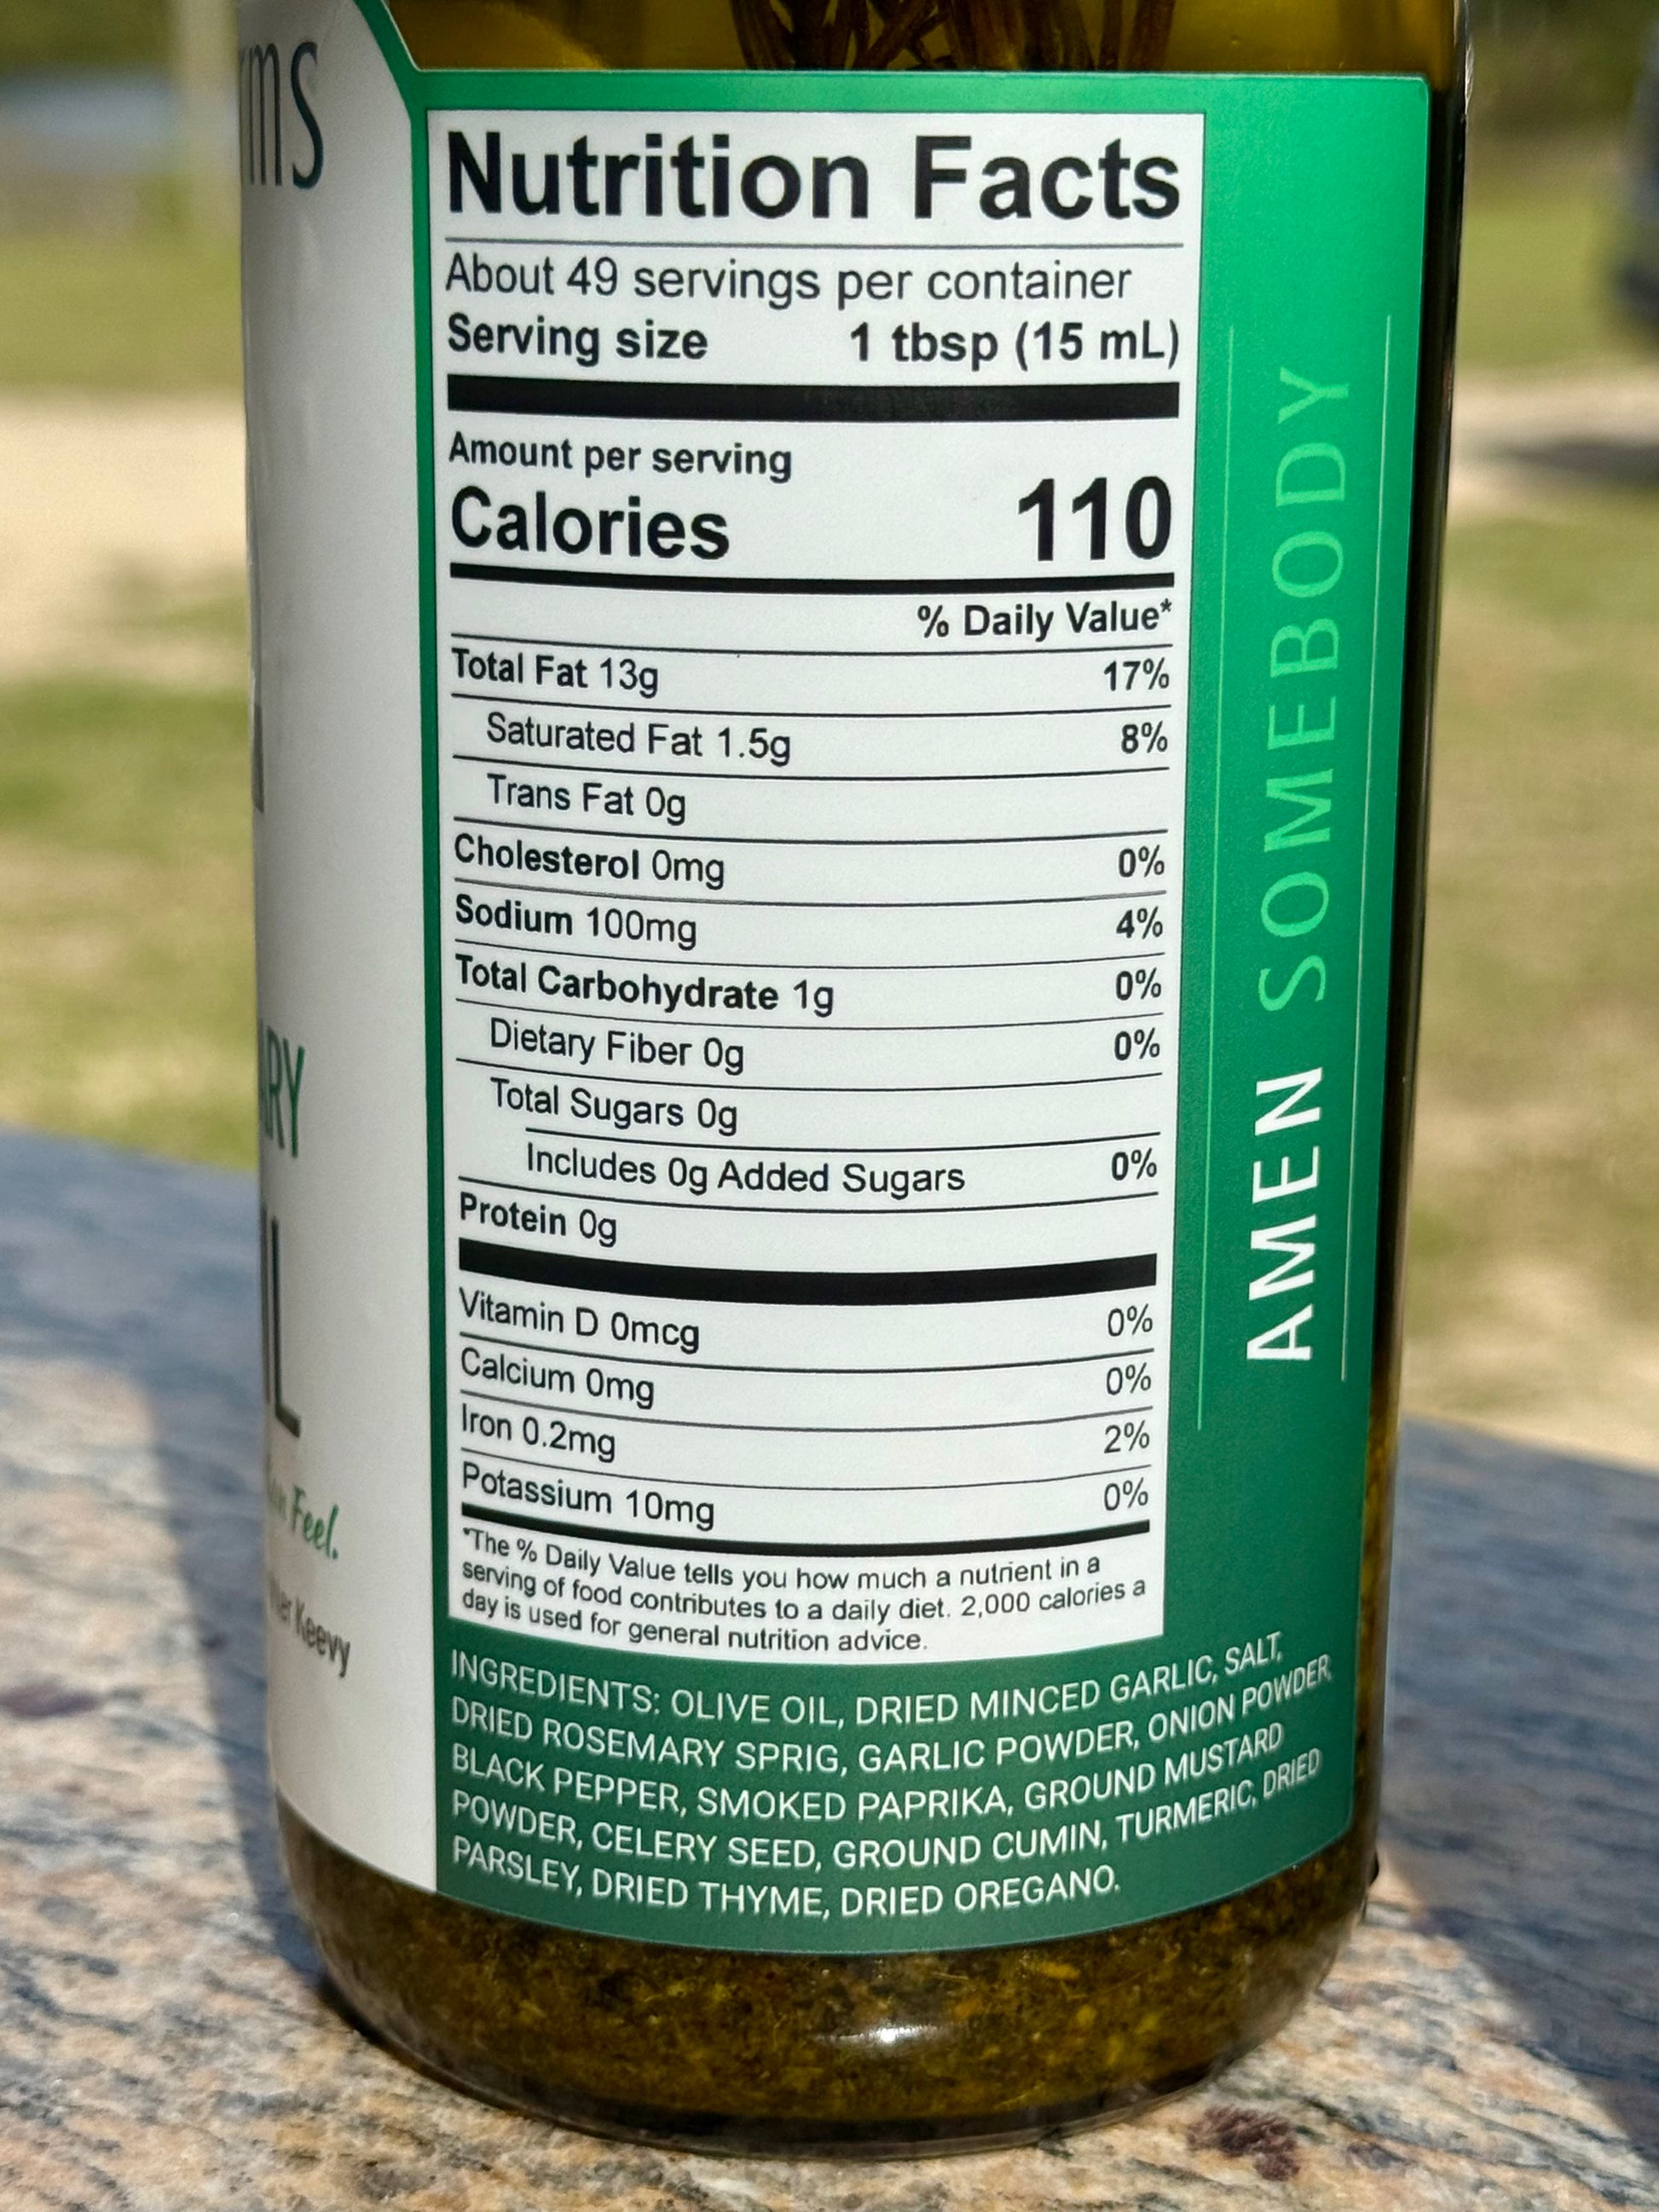 ms
ARY
IL
Feel.
Keevy
Nutrition Facts
About 49 servings per container
Serving size 1 tbsp (15 mL)
Amount per serving
Calories 110
% Daily Value*
Total Fat 13g 17%
Saturated Fat 1.5g 8%
Trans Fat 0g
Cholesterol 0mg 0%
Sodium 100mg 4%
Total Carbohydrate 1g 0%
Dietary Fiber 0g 0%
Total Sugars 0g
Includes 0g Added Sugars 0%
Protein 0g
Vitamin D 0mcg 0%
Calcium 0mg 0%
Iron 0.2mg 2%
Potassium 10mg 0%
*The % Daily Value tells you how much a nutrient in a
serving of food contributes to a daily diet. 2,000 calories a
day is used for general nutrition advice.
INGREDIENTS: OLIVE OIL, DRIED MINCED GARLIC, SALT,
DRIED ROSEMARY SPRIG, GARLIC POWDER, ONION POWDER,
BLACK PEPPER, SMOKED PAPRIKA, GROUND MUSTARD
POWDER, CELERY SEED, GROUND CUMIN, TURMERIC, DRIED
PARSLEY, DRIED THYME, DRIED OREGANO.
AMEN SOMEBODY